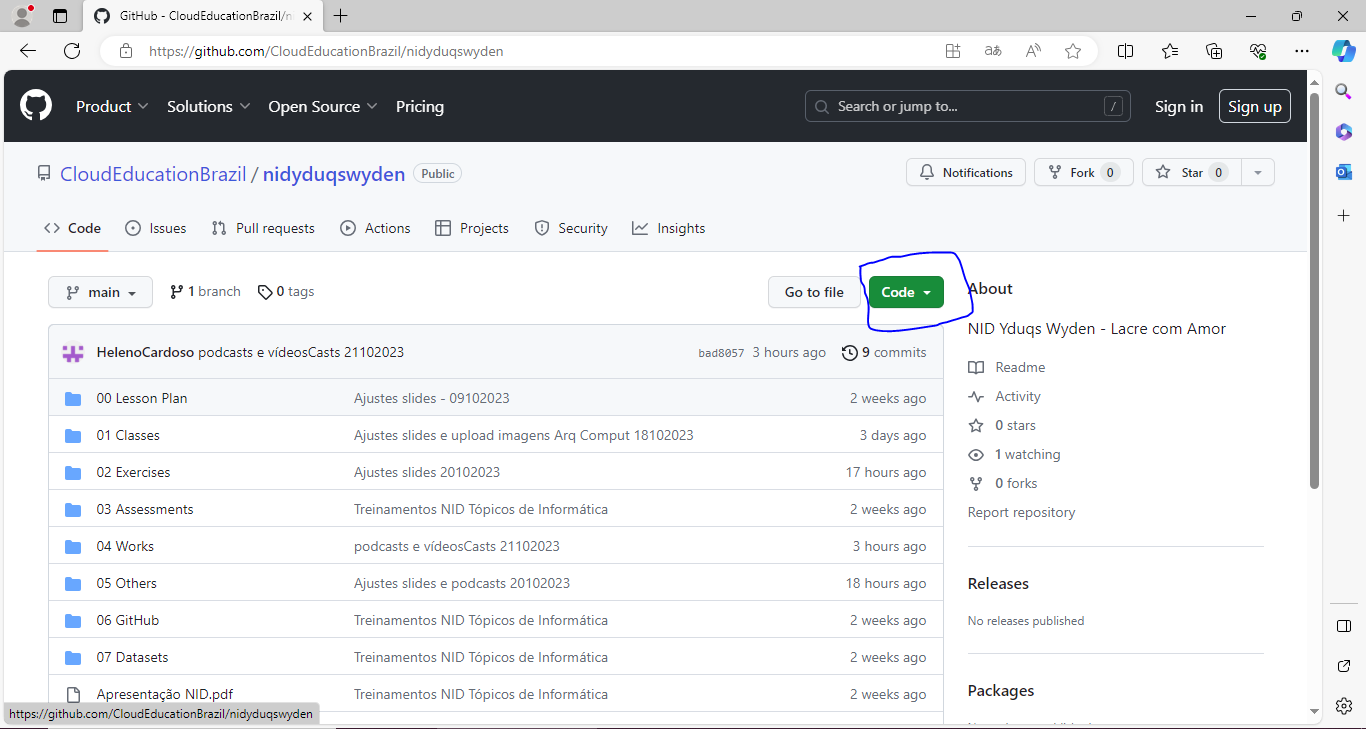 GitHub - CloudEducationBrazil/n
https://github.com/CloudEducationBrazil/nidyduqswyden
Product Solutions Open Source Pricing Search or jump to... / Sign in Sign up
CloudEducationBrazil / nidyduqswyden Public Notifications Fork 0 Star 0
Code Issues Pull requests Actions Projects Security Insights
main 1 branch 0 tags Go to file Code About
NID Yduqs Wyden - Lacre com Amor
HelenoCardoso podcasts e vídeosCasts 21102023 bad8057 3 hours ago 9 commits
Readme
00 Lesson Plan Ajustes slides - 09102023 2 weeks ago
Activity
0 stars
01 Classes Ajustes slides e upload imagens Arq Comput 18102023 3 days ago
1 watching
02 Exercises Ajustes slides 20102023 17 hours ago
0 forks
03 Assessments Treinamentos NID Tópicos de Informática 2 weeks ago
Report repository
04 Works podcasts e vídeosCasts 21102023 3 hours ago
05 Others Ajustes slides e podcasts 20102023 18 hours ago
Releases
06 GitHub Treinamentos NID Tópicos de Informática 2 weeks ago
No releases published
07 Datasets Treinamentos NID Tópicos de Informática 2 weeks ago
Apresentação NID.pdf Treinamentos NID Tópicos de Informática 2 weeks ago
Packages
https://github.com/CloudEducationBrazil/nidyduqswyden